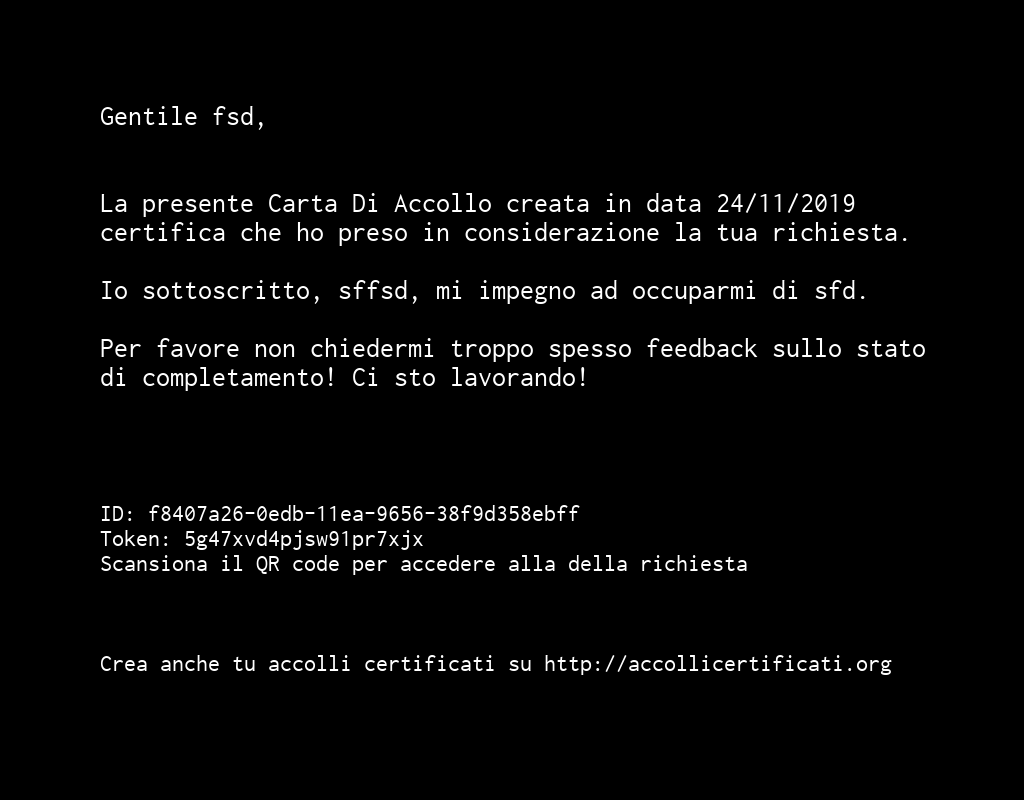 Gentile fsd,
La presente Carta Di Accollo creata in data 24/11/2019
certifica che ho preso in considerazione la tua richiesta.
Io sottoscritto, sffsd, mi impegno ad occuparmi di sfd.
Per favore non chiedermi troppo spesso feedback sullo stato
di completamento! Ci sto lavorando!
ID: f8407a26-0edb-11ea-9656-38f9d358ebff
Token: 5g47xvd4pjsw91pr7xjx
Scansiona il QR code per accedere alla della richiesta
Crea anche tu accolli certificati su http://accollicertificati.org